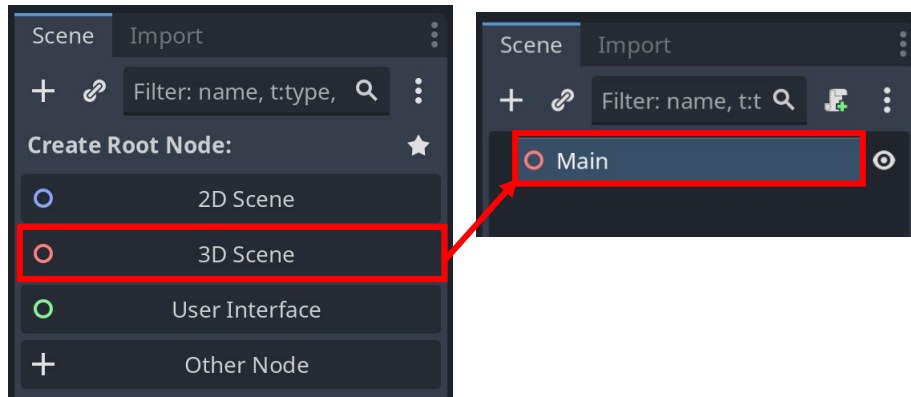 Scene Import
Filter: name, t:type,
Create Root Node:
2D Scene
3D Scene
User Interface
Other Node
Scene Import
Filter: name, t:t
Main